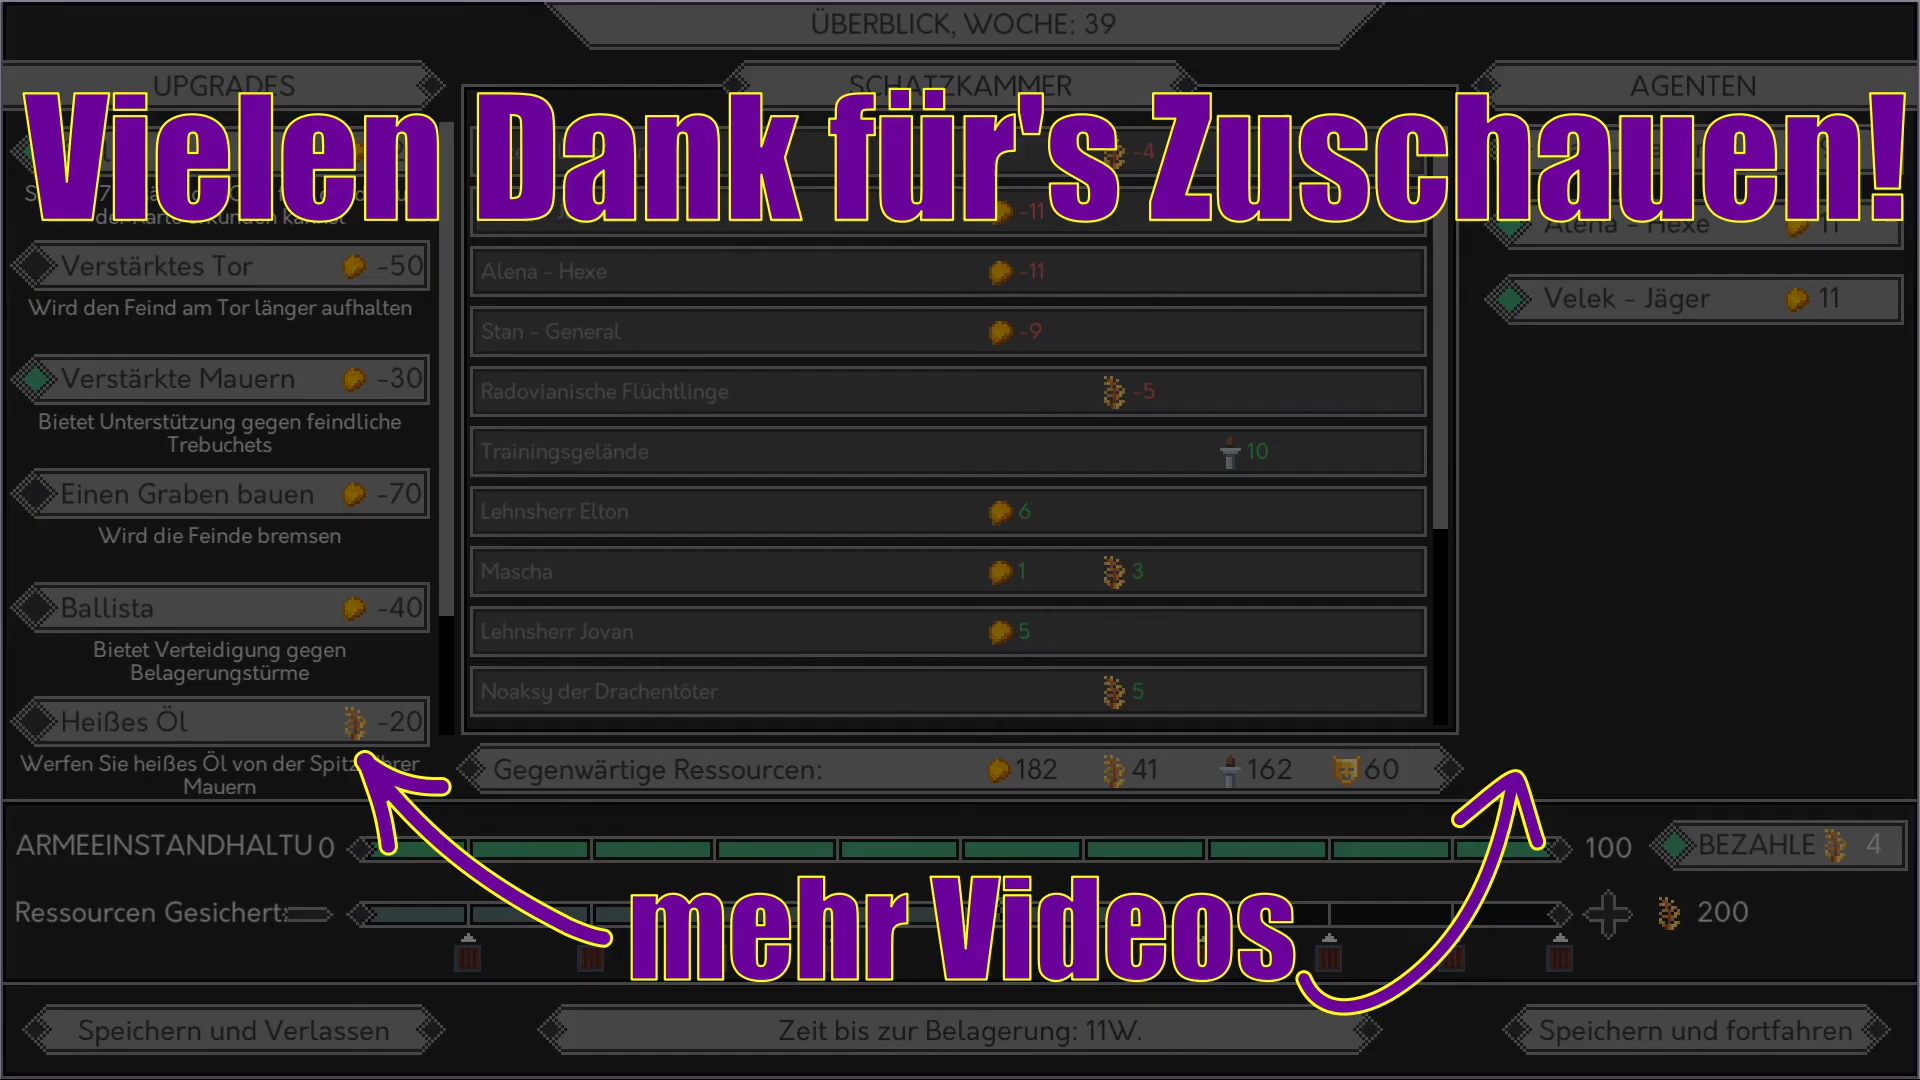 ÜBERBLICK, WOCHE: 39
UPGRADES
SCHATZKAMMER
AGENTEN
Vielen Dank für's Zuschauen!
-4
-11
Alena - Hexe 11
Verstärktes Tor -50
Wird den Feind am Tor länger aufhalten
Verstärkte Mauern -30
Bietet Unterstützung gegen feindliche
Trebuchets
Einen Graben bauen -70
Wird die Feinde bremsen
Ballista -40
Bietet Verteidigung gegen
Belagerungstürme
Heißes Öl -20
Werfen Sie heißes Öl von der Spitze Ihrer
Mauern
Alena - Hexe -11
Stan - General -9
Radovianische Flüchtlinge -5
Trainingsgelände 10
Lehnsherr Elton 6
Mascha 1 3
Lehnsherr Jovan 5
Noaksy der Drachentöter 5
Velek - Jäger 11
Gegenwärtige Ressourcen: 182 41 162 60
ARMEEINSTANDHALTU 0 100 BEZAHLE 4
Ressourcen Gesichert: 200
mehr Videos
Speichern und Verlassen
Zeit bis zur Belagerung: 11W.
Speichern und fortfahren